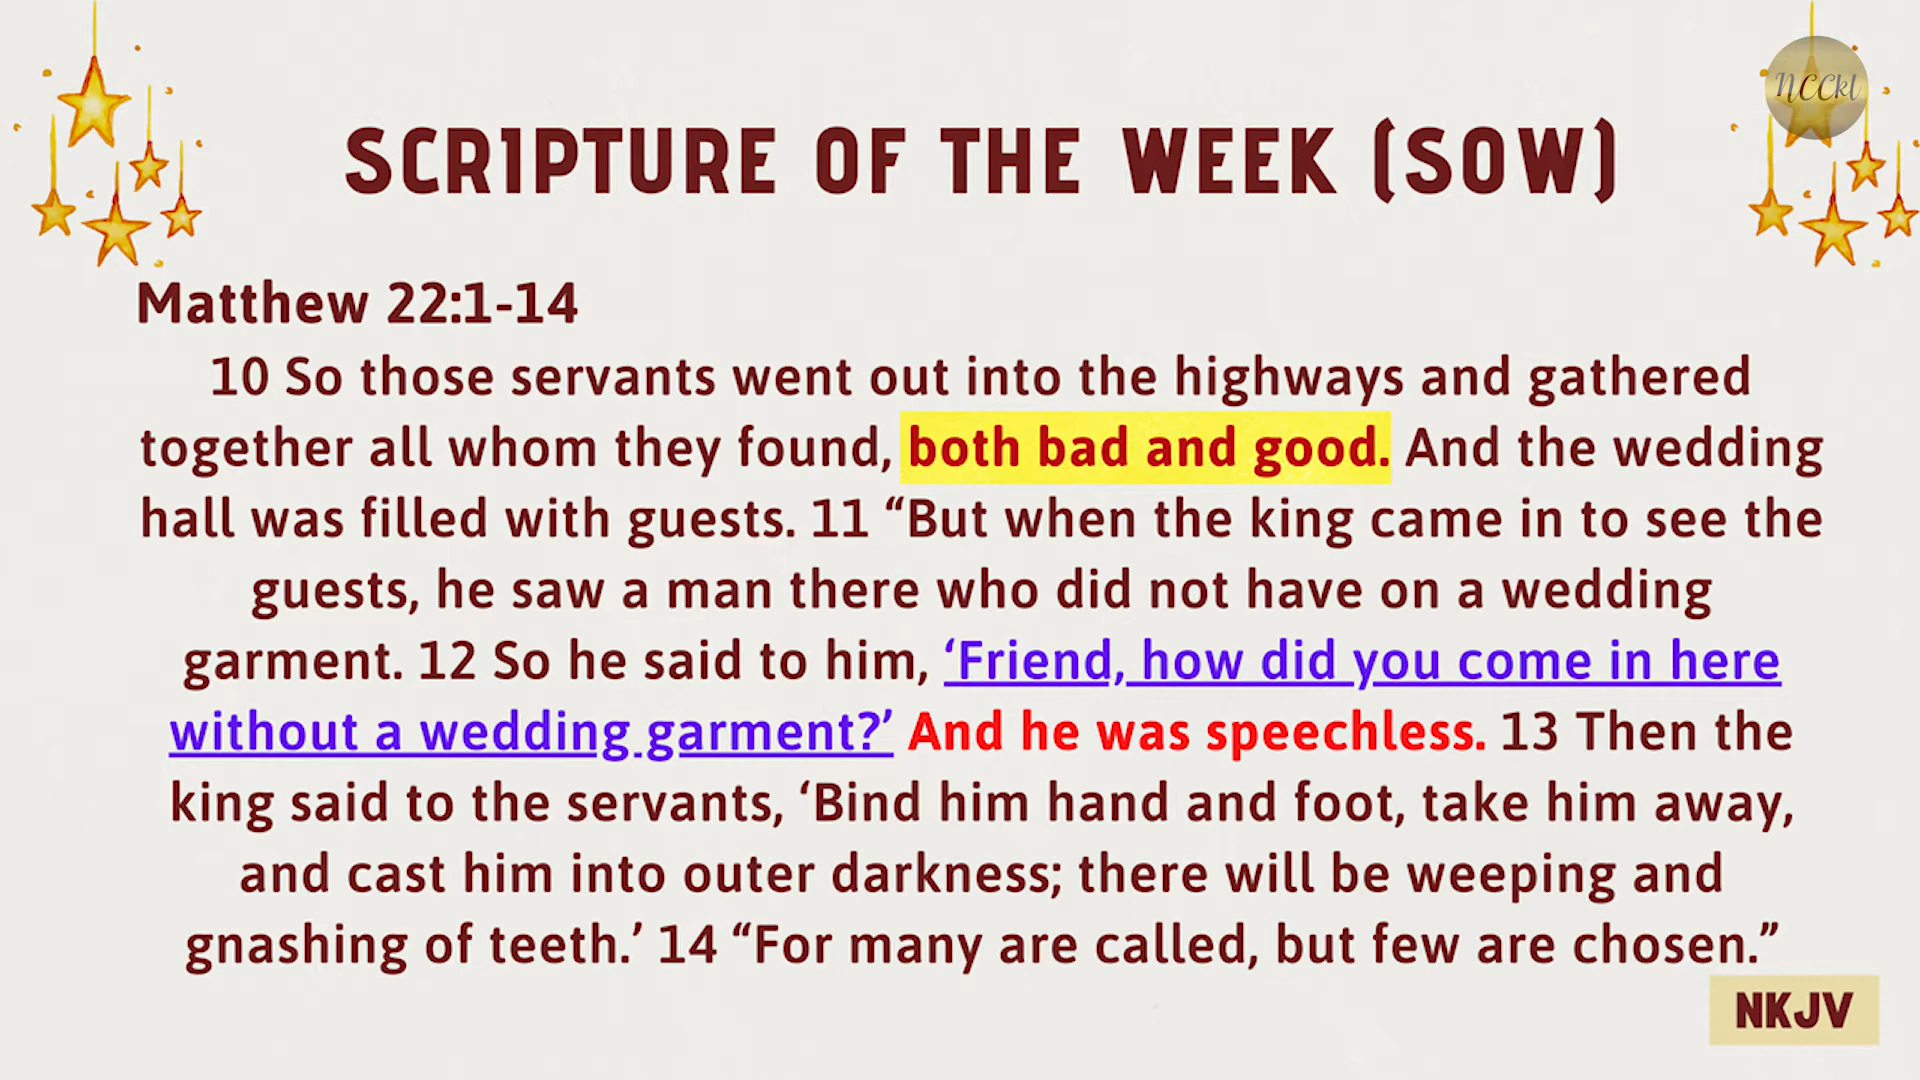 NCCkl
SCRIPTURE OF THE WEEK (SOW)
Matthew 22:1-14
10 So those servants went out into the highways and gathered
together all whom they found, both bad and good. And the wedding
hall was filled with guests. 11 “But when the king came in to see the
guests, he saw a man there who did not have on a wedding
garment. 12 So he said to him, ‘Friend, how did you come in here
without a wedding garment?’ And he was speechless. 13 Then the
king said to the servants, ‘Bind him hand and foot, take him away,
and cast him into outer darkness; there will be weeping and
gnashing of teeth.’ 14 “For many are called, but few are chosen.”
NKJV